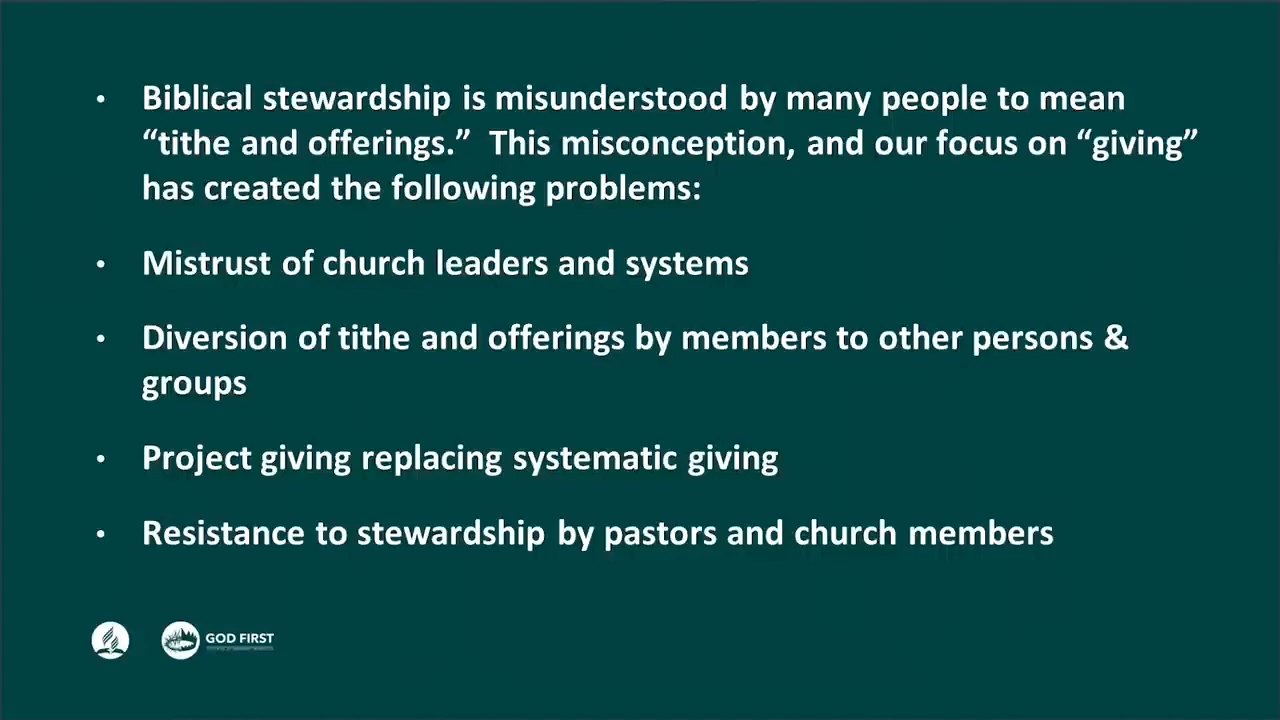 • Biblical stewardship is misunderstood by many people to mean
“tithe and offerings.”  This misconception, and our focus on “giving”
has created the following problems:
• Mistrust of church leaders and systems
• Diversion of tithe and offerings by members to other persons &
groups
• Project giving replacing systematic giving
• Resistance to stewardship by pastors and church members
GOD FIRST